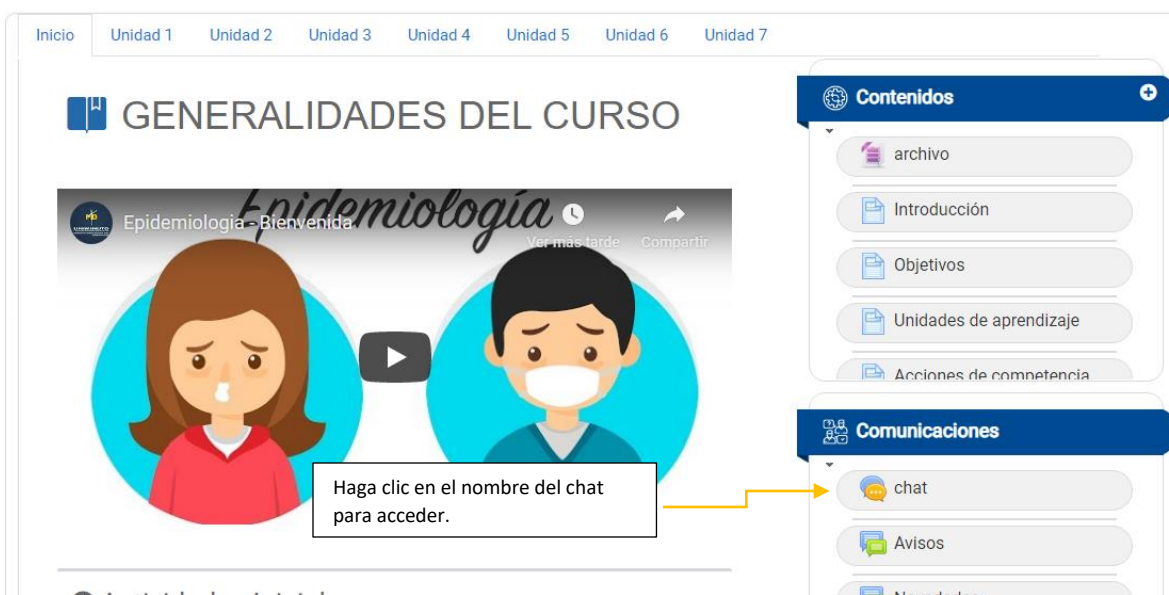 Inicio Unidad 1 Unidad 2 Unidad 3 Unidad 4 Unidad 5 Unidad 6 Unidad 7
GENERALIDADES DEL CURSO
Epidemiología
Epidemiologia - Bienvenida
Ver más tarde Compartir
Haga clic en el nombre del chat
para acceder.
Contenidos
archivo
Introducción
Objetivos
Unidades de aprendizaje
Acciones de competencia
Comunicaciones
chat
Avisos
Novedades